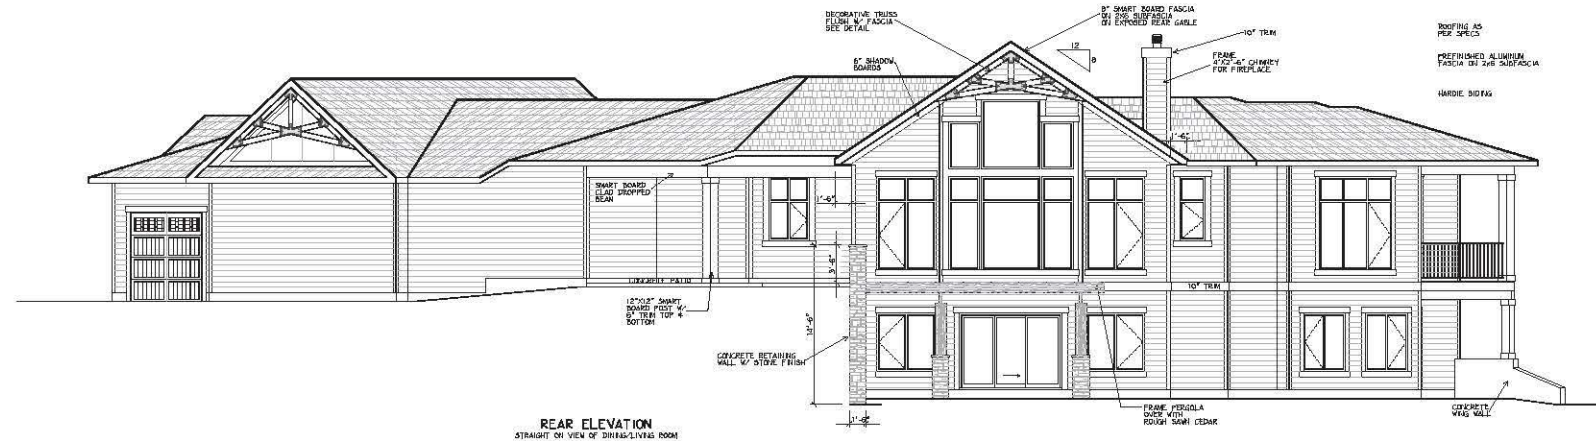 DECORATIVE TRUSS
FLUSH W/ FASCIA
SEE DETAIL
8" SMART BOARD FASCIA
ON 2X6 SUBFASCIA
ON EXPOSED REAR GABLE
12
8
10" TRIM
ROOFING AS
PER SPECS
6" SHADOW
BOARDS
FRAME
4'X2'-6" CHIMNEY
FOR FIREPLACE
PREFINISHED ALUMINUM
FASCIA ON 2x6 SUBFASCIA
HARDIE SIDING
1'-6"
SMART BOARD
CLAD DROPPED
BEAM
1'-6"
3'-6"
CONCRETE PATIO
10" TRIM
12"X12" SMART
BOARD POST W/
6" TRIM TOP &
BOTTOM
14'-6"
CONCRETE RETAINING
WALL W/ STONE FINISH
1'-6"
FRAME PERGOLA
OVER WITH
ROUGH SAWN CEDAR
CONCRETE
WING WALL
REAR ELEVATION
STRAIGHT ON VIEW OF DINING/LIVING ROOM